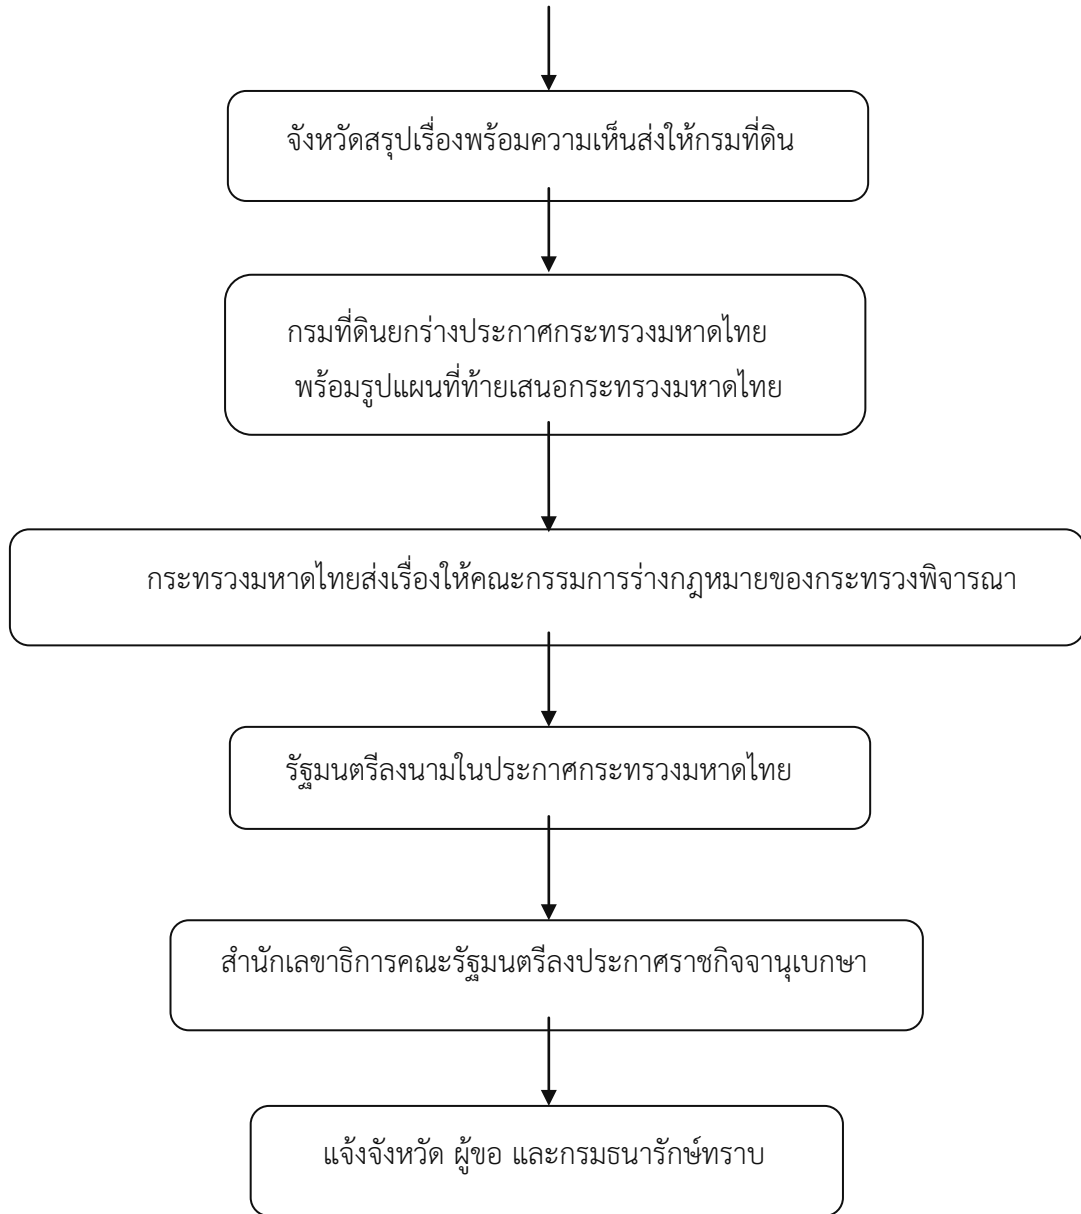 จังหวัดสรุปเรื่องพร้อมความเห็นส่งให้กรมที่ดิน
กรมที่ดินยกร่างประกาศกระทรวงมหาดไทย
พร้อมรูปแผนที่ท้ายเสนอกระทรวงมหาดไทย
กระทรวงมหาดไทยส่งเรื่องให้คณะกรรมการร่างกฎหมายของกระทรวงพิจารณา
รัฐมนตรีลงนามในประกาศกระทรวงมหาดไทย
สำนักเลขาธิการคณะรัฐมนตรีลงประกาศราชกิจจานุเบกษา
แจ้งจังหวัด ผู้ขอ และกรมธนารักษ์ทราบ